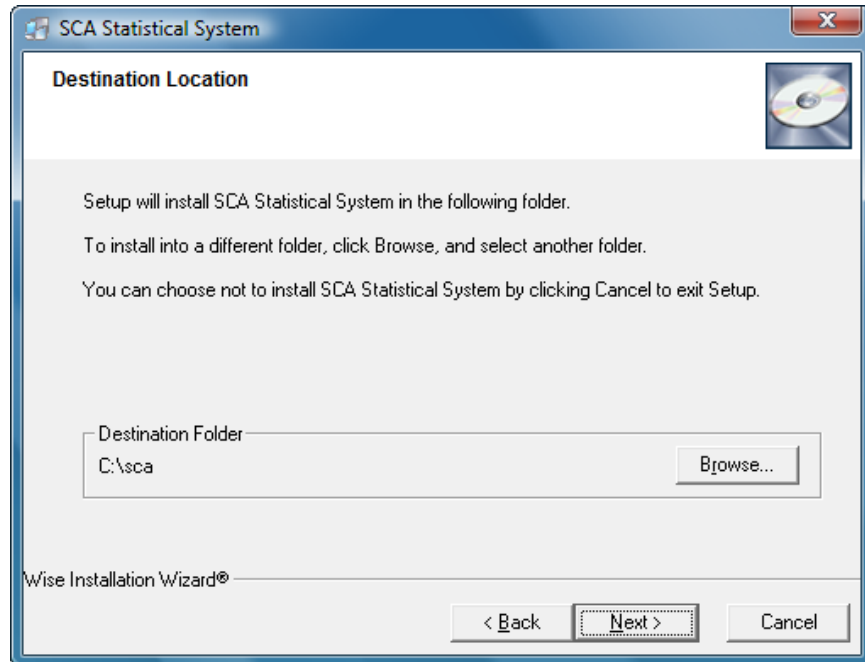 SCA Statistical System
Destination Location
Setup will install SCA Statistical System in the following folder.
To install into a different folder, click Browse, and select another folder.
You can choose not to install SCA Statistical System by clicking Cancel to exit Setup.
Destination Folder
C:\sca
Browse...
Wise Installation Wizard®
< Back
Next >
Cancel